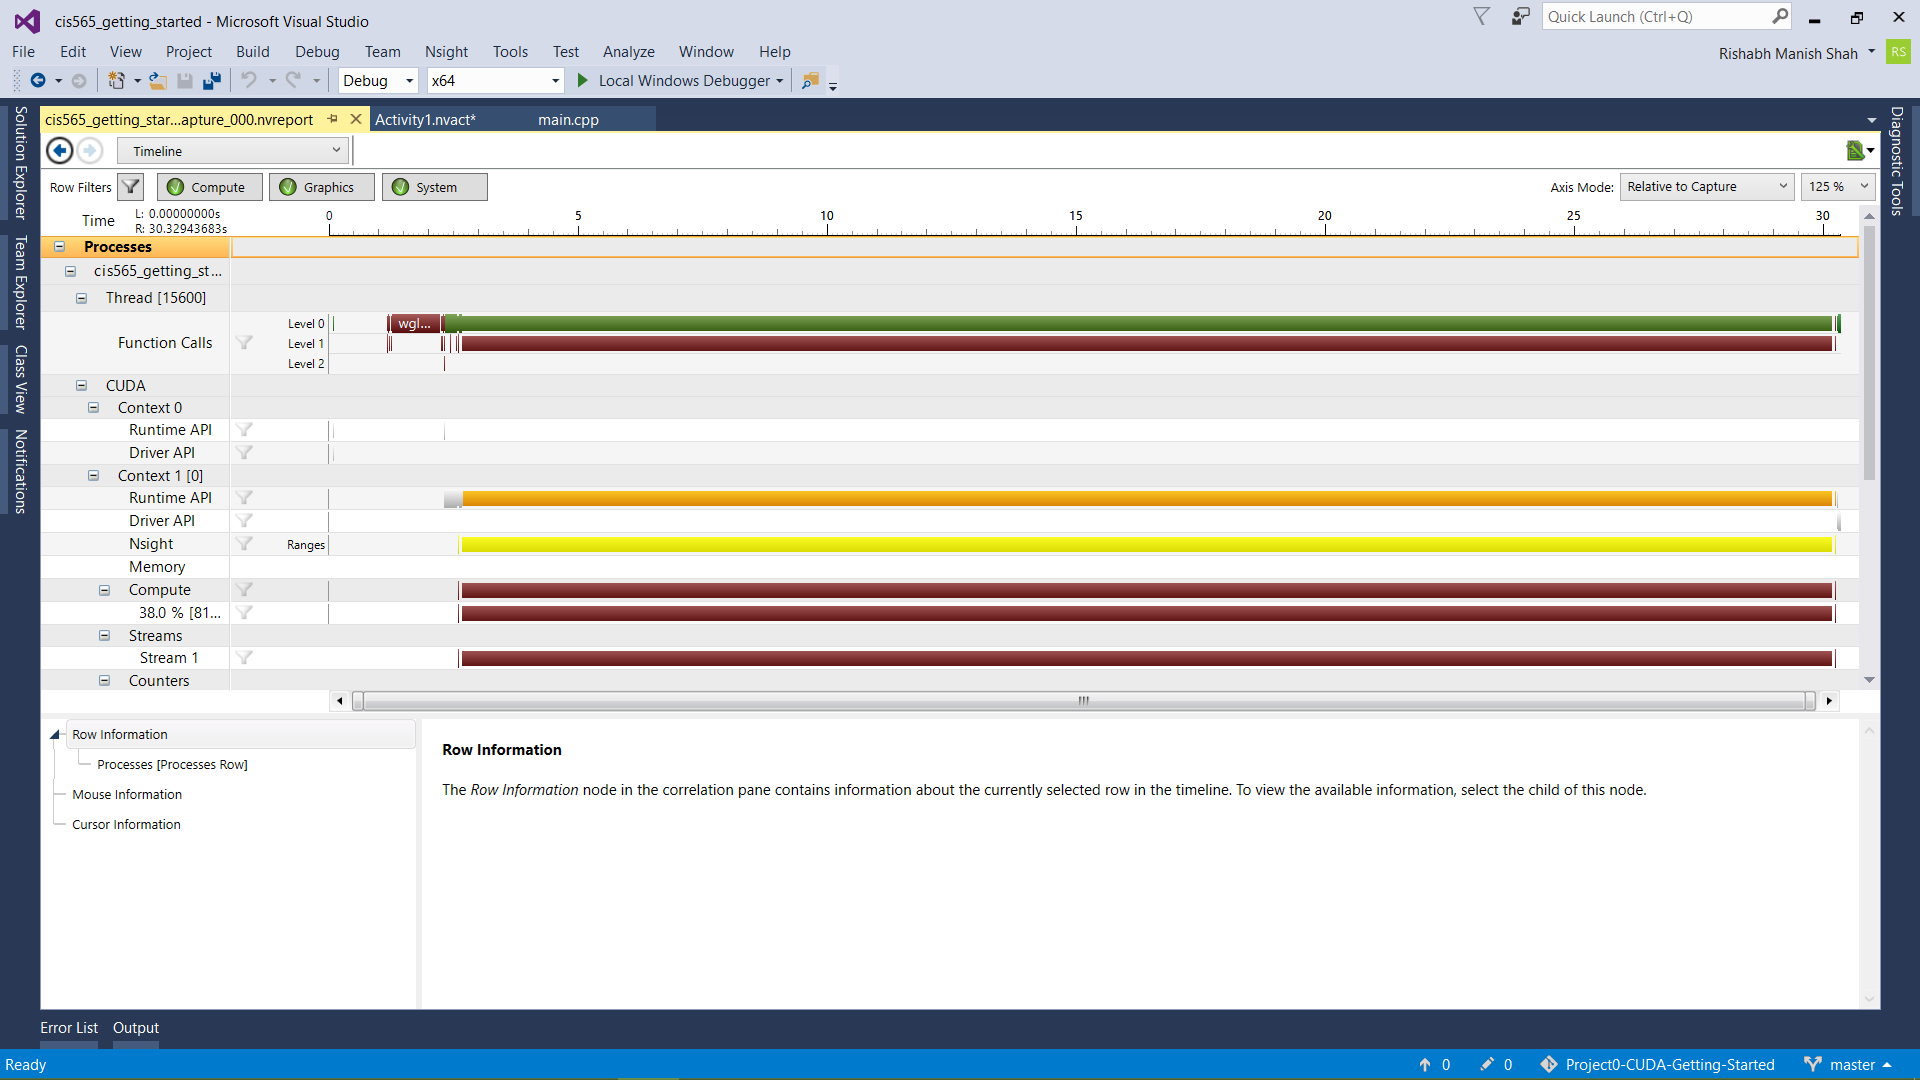 cis565_getting_started - Microsoft Visual Studio
Quick Launch (Ctrl+Q)
File Edit View Project Build Debug Team Nsight Tools Test Analyze Window Help
Rishabh Manish Shah
RS
Debug x64 Local Windows Debugger
cis565_getting_star...apture_000.nvreport Activity1.nvact* main.cpp
Solution Explorer
Team Explorer
Class View
Notifications
Diagnostic Tools
Timeline
Row Filters Compute Graphics System Axis Mode: Relative to Capture 125 %
Time
L: 0.00000000s
R: 30.32943683s
0 5 10 15 20 25 30
Processes
cis565_getting_st...
Thread [15600]
Function Calls
Level 0 wgl...
Level 1
Level 2
CUDA
Context 0
Runtime API
Driver API
Context 1 [0]
Runtime API
Driver API
Nsight Ranges
Memory
Compute
38.0 % [81...
Streams
Stream 1
Counters
Row Information
Processes [Processes Row]
Mouse Information
Cursor Information
Row Information
The Row Information node in the correlation pane contains information about the currently selected row in the timeline. To view the available information, select the child of this node.
Error List Output
Ready 0 0 Project0-CUDA-Getting-Started master